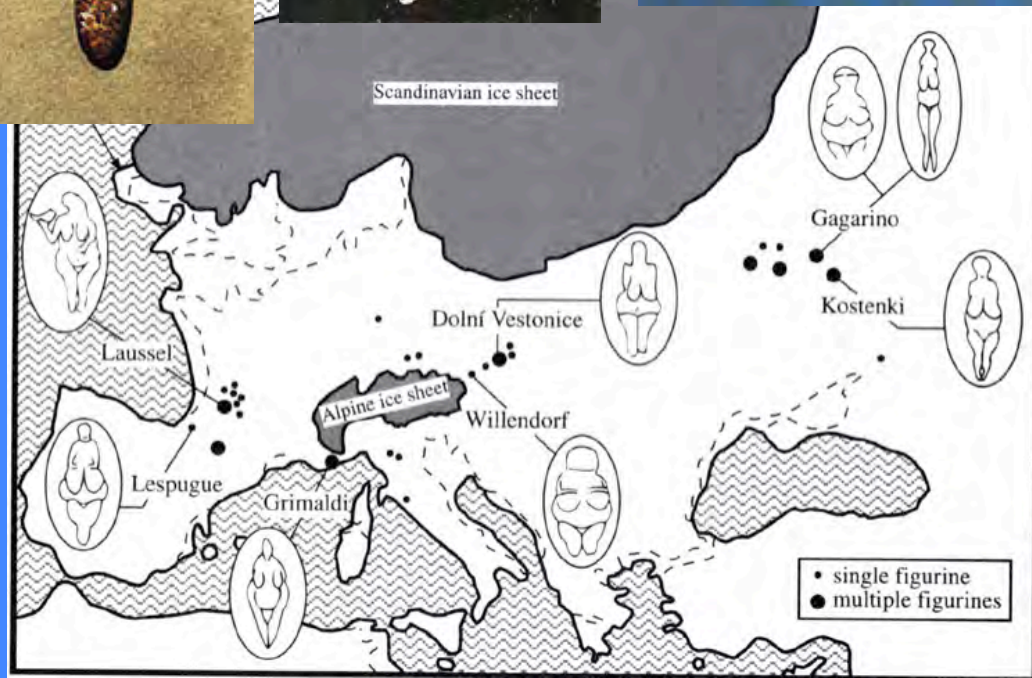 Scandinavian ice sheet
Gagarino
Kostenki
Dolní Vestonice
Laussel
Alpine ice sheet
Willendorf
Lespugue
Grimaldi
single figurine
multiple figurines